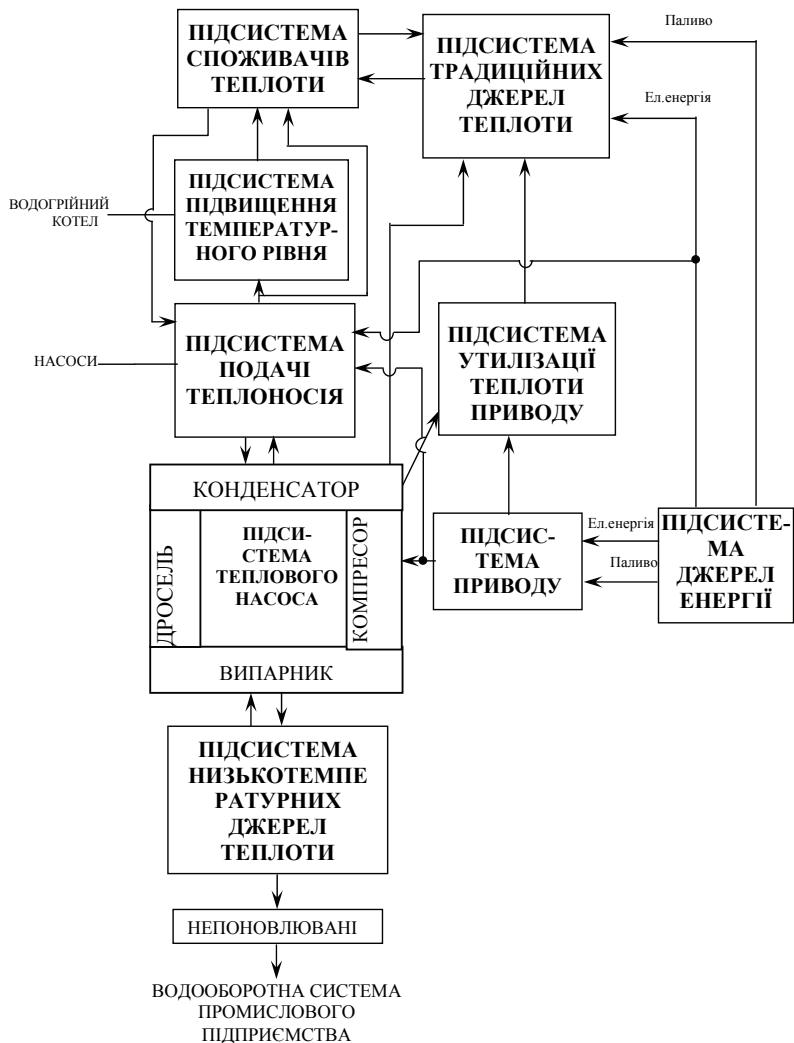 ПІДСИСТЕМА
СПОЖИВАЧІВ
ТЕПЛОТИ
ПІДСИСТЕМА
ТРАДИЦІЙНИХ
ДЖЕРЕЛ
ТЕПЛОТИ
Паливо
Ел.енергія
ВОДОГРІЙНИЙ
КОТЕЛ
ПІДСИСТЕМА
ПІДВИЩЕННЯ
ТЕМПЕРАТУР-
НОГО РІВНЯ
НАСОСИ
ПІДСИСТЕМА
ПОДАЧІ
ТЕПЛОНОСІЯ
ПІДСИСТЕМА
УТИЛІЗАЦІЇ
ТЕПЛОТИ
ПРИВОДУ
КОНДЕНСАТОР
ДРОСЕЛЬ
ПІДСИ-
СТЕМА
ТЕПЛОВОГО
НАСОСА
КОМПРЕСОР
ВИПАРНИК
ПІДСИС-
ТЕМА
ПРИВОДУ
Ел.енергія
Паливо
ПІДСИСТЕ-
МА
ДЖЕРЕЛ
ЕНЕРГІЇ
ПІДСИСТЕМА
НИЗЬКОТЕМПЕ
РАТУРНИХ
ДЖЕРЕЛ
ТЕПЛОТИ
НЕПОНОВЛЮВАНІ
ВОДООБОРОТНА СИСТЕМА
ПРОМИСЛОВОГО
ПІДПРИЄМСТВА